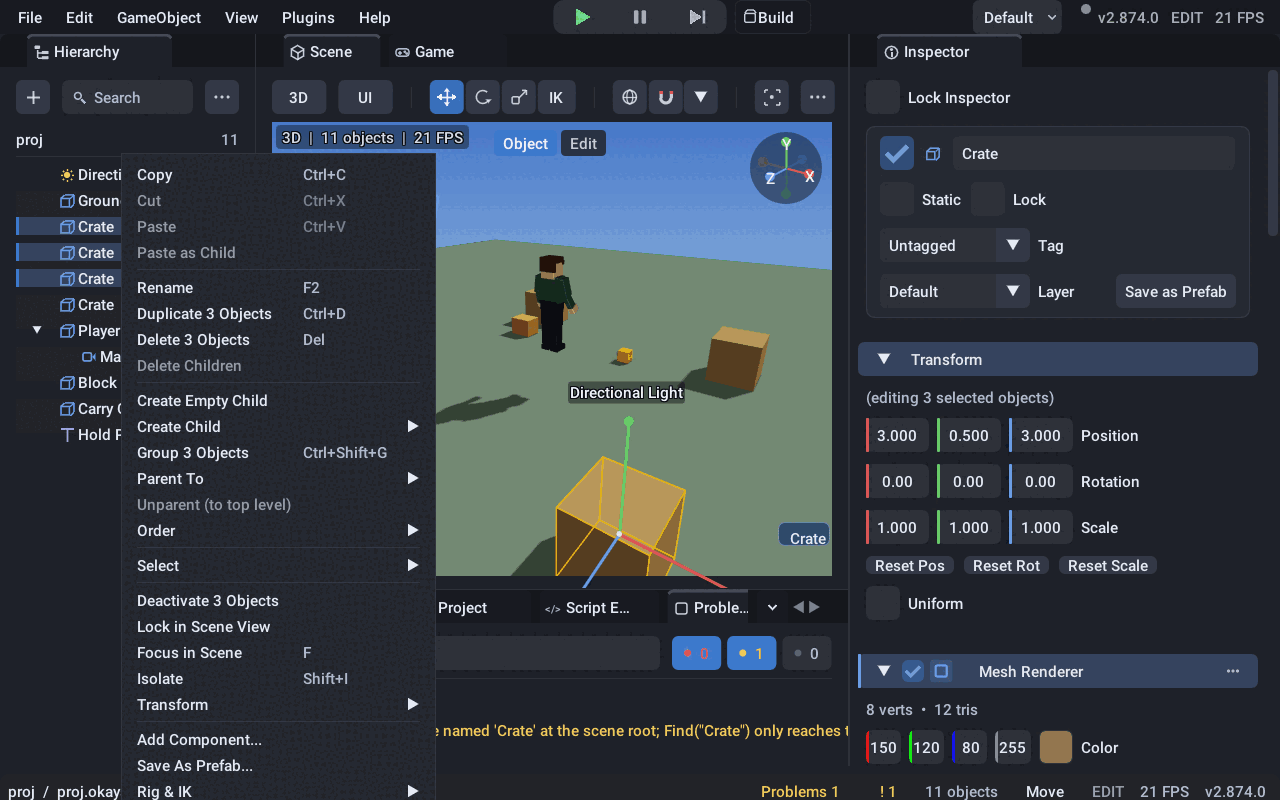 File Edit GameObject View Plugins Help Build Default v2.874.0 EDIT 21 FPS
Hierarchy
Search
proj 11
Directi
Groun
Crate
Crate
Crate
Crate
Player
Ma
Block
Carry
Hold P
Copy Ctrl+C
Cut Ctrl+X
Paste Ctrl+V
Paste as Child
Rename F2
Duplicate 3 Objects Ctrl+D
Delete 3 Objects Del
Delete Children
Create Empty Child
Create Child
Group 3 Objects Ctrl+Shift+G
Parent To
Unparent (to top level)
Order
Select
Deactivate 3 Objects
Lock in Scene View
Focus in Scene F
Isolate Shift+I
Transform
Add Component...
Save As Prefab...
Rig & IK
Scene Game
3D UI IK
3D | 11 objects | 21 FPS
Object Edit
Y
Z X
Directional Light
Crate
Project Script E... Proble...
0 1 0
e named 'Crate' at the scene root; Find("Crate") only reaches t
Inspector
Lock Inspector
Crate
Static Lock
Untagged Tag
Default Layer Save as Prefab
Transform
(editing 3 selected objects)
3.000 0.500 3.000 Position
0.00 0.00 0.00 Rotation
1.000 1.000 1.000 Scale
Reset Pos Reset Rot Reset Scale
Uniform
Mesh Renderer
8 verts • 12 tris
150 120 80 255 Color
proj / proj.okay Problems 1 ! 1 11 objects Move EDIT 21 FPS v2.874.0